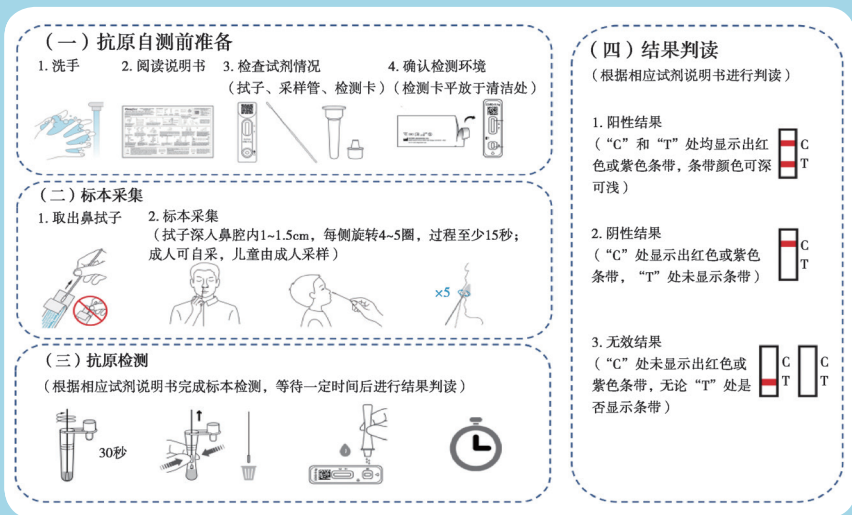 （一）抗原自测前准备
1. 洗手
2. 阅读说明书
3. 检查试剂情况
（拭子、采样管、检测卡）
4. 确认检测环境
（检测卡平放于清洁处）
（二）标本采集
1. 取出鼻拭子
2. 标本采集
（拭子深入鼻腔内1~1.5cm，每侧旋转4~5圈，过程至少15秒；
成人可自采，儿童由成人采样）
×5
（三）抗原检测
（根据相应试剂说明书完成标本检测，等待一定时间后进行结果判读）
30秒
（四）结果判读
（根据相应试剂说明书进行判读）
1. 阳性结果
（“C”和“T”处均显示出红
色或紫色条带，条带颜色可深
可浅）
C
T
2. 阴性结果
（“C”处显示出红色或紫色
条带，“T”处未显示条带）
C
T
3. 无效结果
（“C”处未显示出红色或
紫色条带，无论“T”处是
否显示条带）
C C
T T